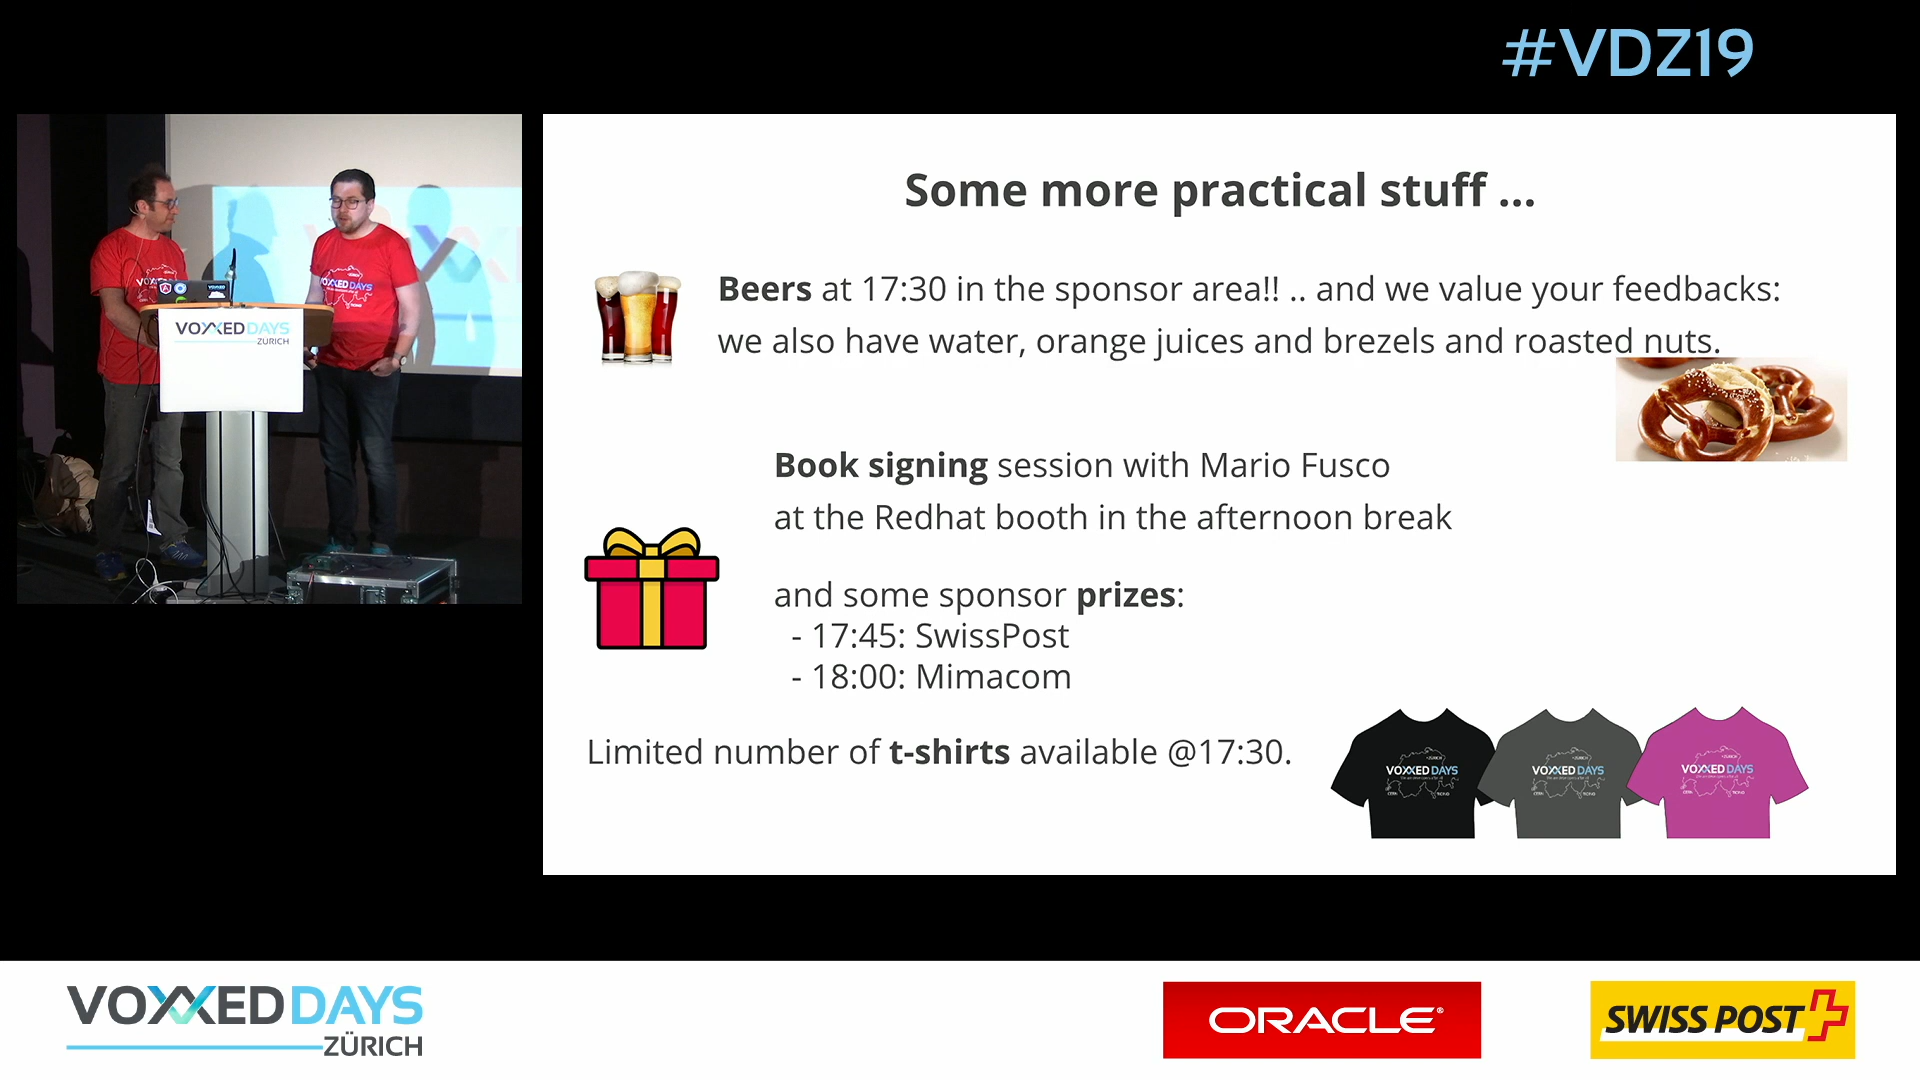 #VDZ19
Some more practical stuff ...
Beers at 17:30 in the sponsor area!! .. and we value your feedbacks:
we also have water, orange juices and brezels and roasted nuts.
Book signing session with Mario Fusco
at the Redhat booth in the afternoon break
and some sponsor prizes:
- 17:45: SwissPost
- 18:00: Mimacom
Limited number of t-shirts available @17:30.
VOXXED DAYS
VOXXED DAYS
VOXXED DAYS
VOXXED DAYS
ZÜRICH
VOXXED DAYS
VOXXED DAYS
ZÜRICH
ORACLE®
SWISS POST